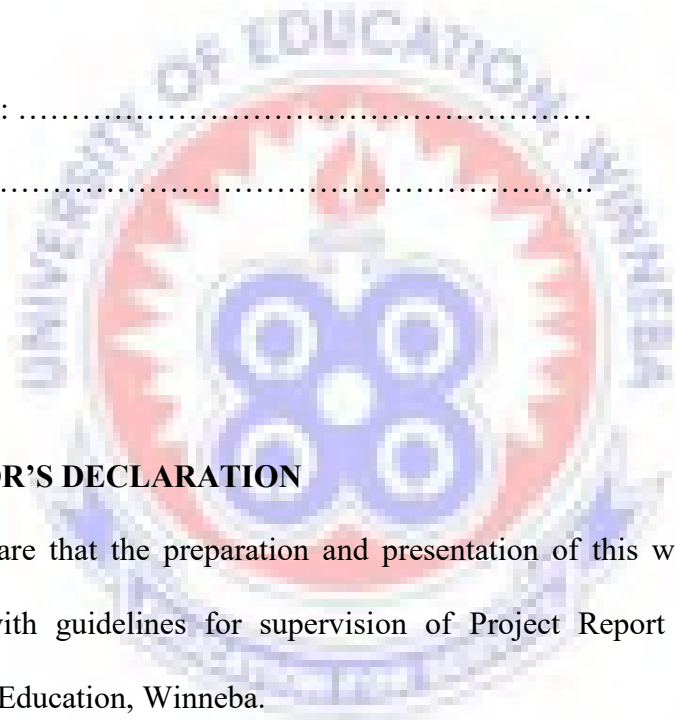 UNIVERSITY OF EDUCATION, WINNEBA
: ……………………………………………
……………………………………………….
OR’S DECLARATION
are that the preparation and presentation of this w
with guidelines for supervision of Project Report
Education, Winneba.